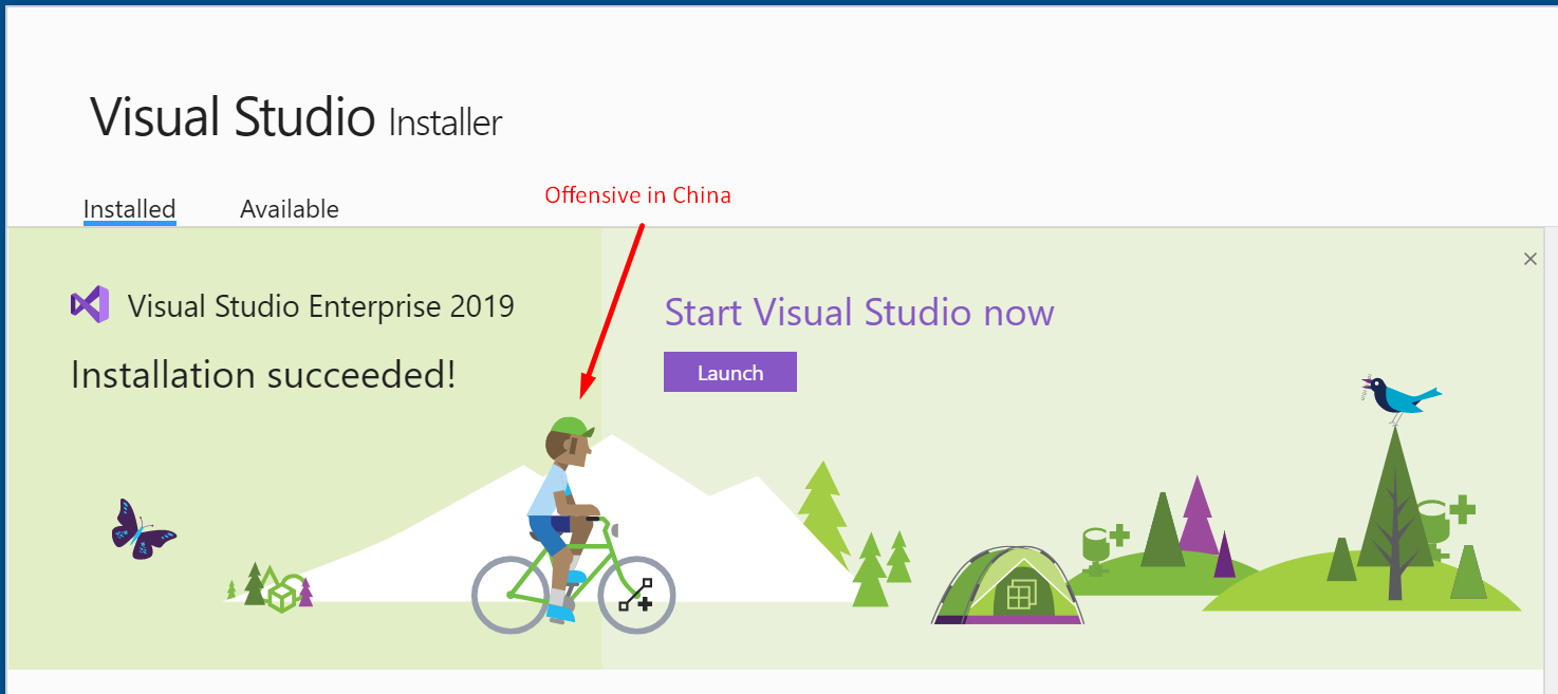 Visual Studio Installer
Installed Available
Offensive in China
Visual Studio Enterprise 2019
Installation succeeded!
Start Visual Studio now
Launch